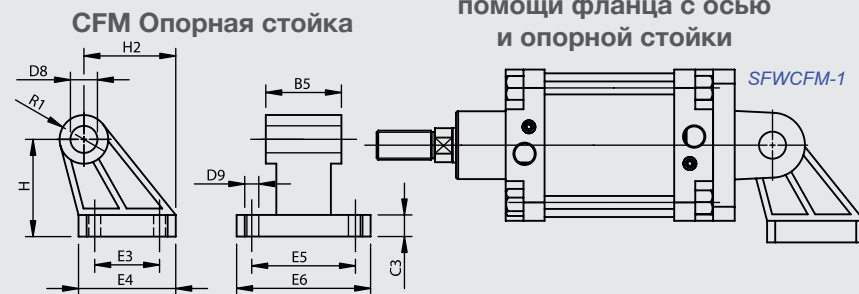 CFM Опорная стойка
помощи фланца с осью
и опорной стойки
SFWCFM-1
H2
D8
R1
H
E3
E4
B5
D9
C3
E5
E6